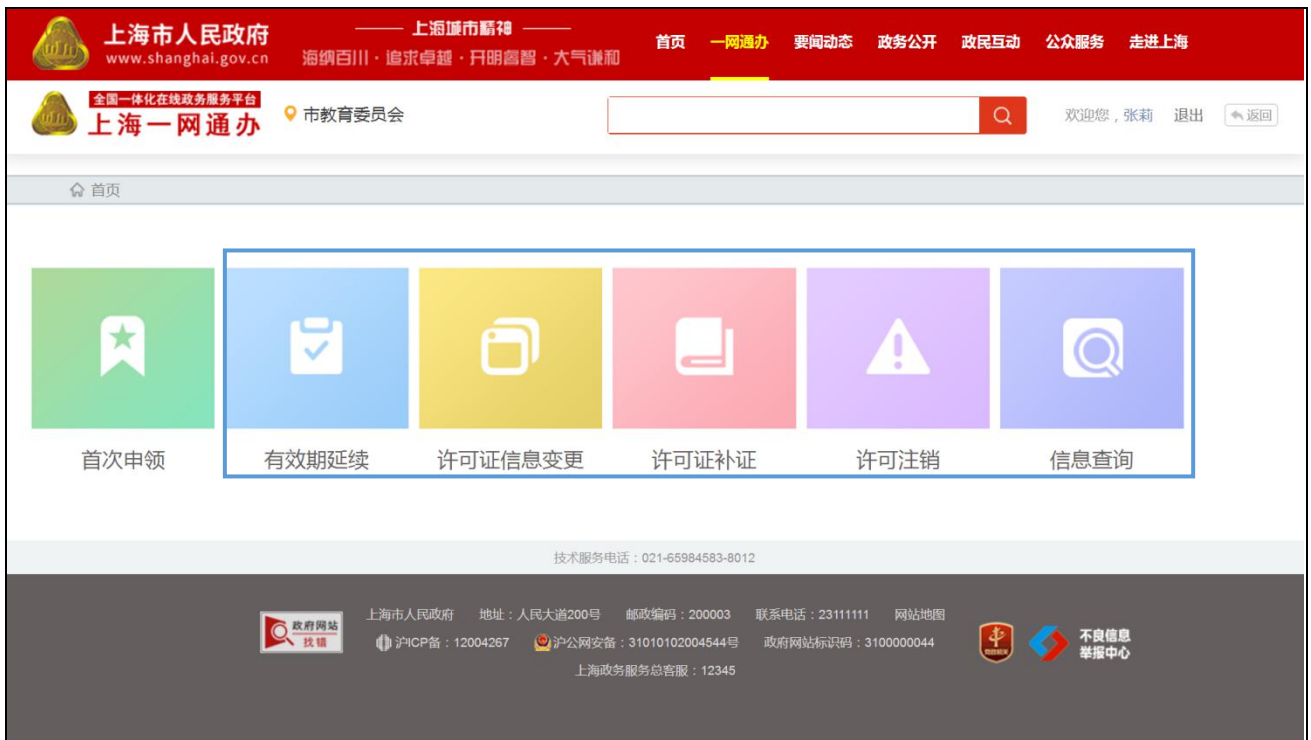 上海市人民政府
www.shanghai.gov.cn
上海城市精神
海纳百川·追求卓越·开明睿智·大气谦和
首页 一网通办 要闻动态 政务公开 政民互动 公众服务 走进上海
全国一体化在线政务服务平台
上海一网通办
市教育委员会
欢迎您，张莉 退出 返回
首页
首次申领 有效期延续 许可证信息变更 许可证补证 许可注销 信息查询
技术服务电话：021-65984583-8012
政府网站
找错
上海市人民政府 地址：人民大道200号 邮政编码：200003 联系电话：23111111 网站地图
沪ICP备：12004267 沪公网安备：31010102004544号 政府网站标识码：3100000044
上海政务服务总客服：12345
不良信息
举报中心